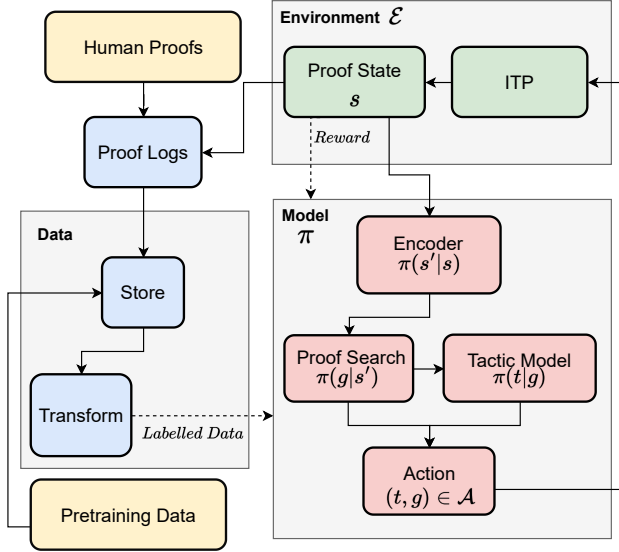 Human Proofs
Environment ℰ
Proof State
s
ITP
Proof Logs
Reward
Data
Model
π
Encoder
π(s′|s)
Store
Proof Search
π(g|s′)
Tactic Model
π(t|g)
Transform
Labelled Data
Action
(t, g) ∈ 𝒜
Pretraining Data